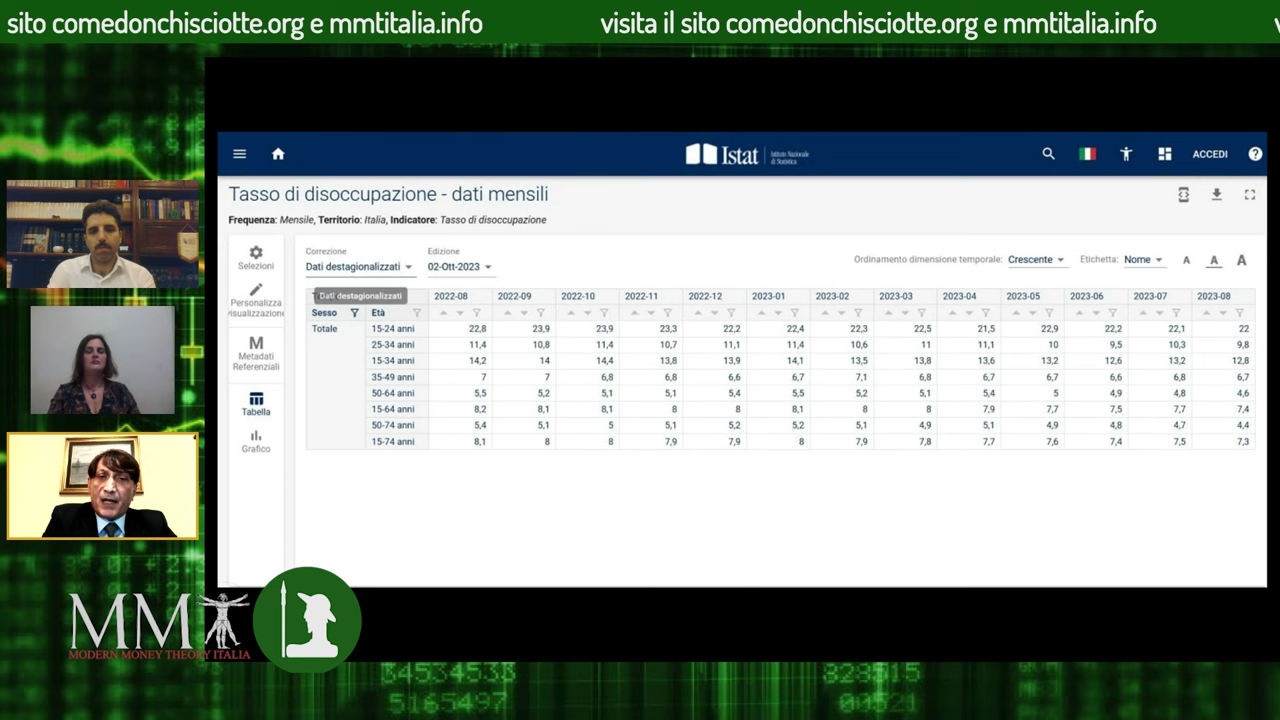 sito comedonchisciotte.org e mmtitalia.info visita il sito comedonchisciotte.org e mmtitalia.info
Istat Istituto Nazionale
di Statistica
ACCEDI
Tasso di disoccupazione - dati mensili
Frequenza: Mensile, Territorio: Italia, Indicatore: Tasso di disoccupazione
Selezioni
Personalizza
visualizzazione
M
Metadati
Referenziali
Tabella
Grafico
Correzione Edizione
Dati destagionalizzati 02-Ott-2023
Ordinamento dimensione temporale: Crescente Etichetta: Nome A A A
Dati destagionalizzati 2022-08 2022-09 2022-10 2022-11 2022-12 2023-01 2023-02 2023-03 2023-04 2023-05 2023-06 2023-07 2023-08
Sesso Età
Totale 15-24 anni 22,8 23,9 23,9 23,3 22,2 22,4 22,3 22,5 21,5 22,9 22,2 22,1 22
25-34 anni 11,4 10,8 11,4 10,7 11,1 11,4 10,6 11 11,1 10 9,5 10,3 9,8
15-34 anni 14,2 14 14,4 13,8 13,9 14,1 13,5 13,8 13,6 13,2 12,6 13,2 12,8
35-49 anni 7 7 6,8 6,8 6,6 6,7 7,1 6,8 6,7 6,7 6,6 6,8 6,7
50-64 anni 5,5 5,2 5,1 5,1 5,4 5,5 5,2 5,1 5,4 5 4,9 4,8 4,6
15-64 anni 8,2 8,1 8,1 8 8 8,1 8 8 7,9 7,7 7,5 7,7 7,4
50-74 anni 5,4 5,1 5 5,1 5,2 5,2 5,1 4,9 5,1 4,9 4,8 4,7 4,4
15-74 anni 8,1 8 8 7,9 7,9 8 7,9 7,8 7,7 7,6 7,4 7,5 7,3
MMT
MODERN MONEY THEORY ITALIA
34534535
5165497
828915